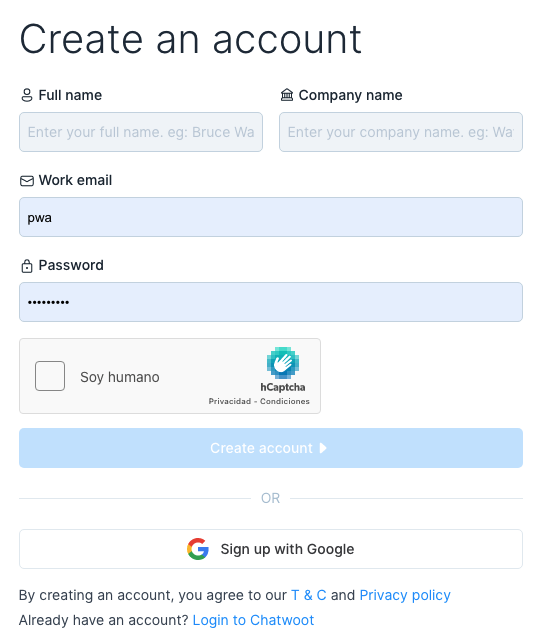 Create an account
Full name
Company name
Enter your full name. eg: Bruce Wa
Enter your company name. eg: Wa
Work email
pwa
Password
•••••••••
Soy humano
hCaptcha
Privacidad - Condiciones
Create account
OR
Sign up with Google
By creating an account, you agree to our T & C and Privacy policy
Already have an account? Login to Chatwoot